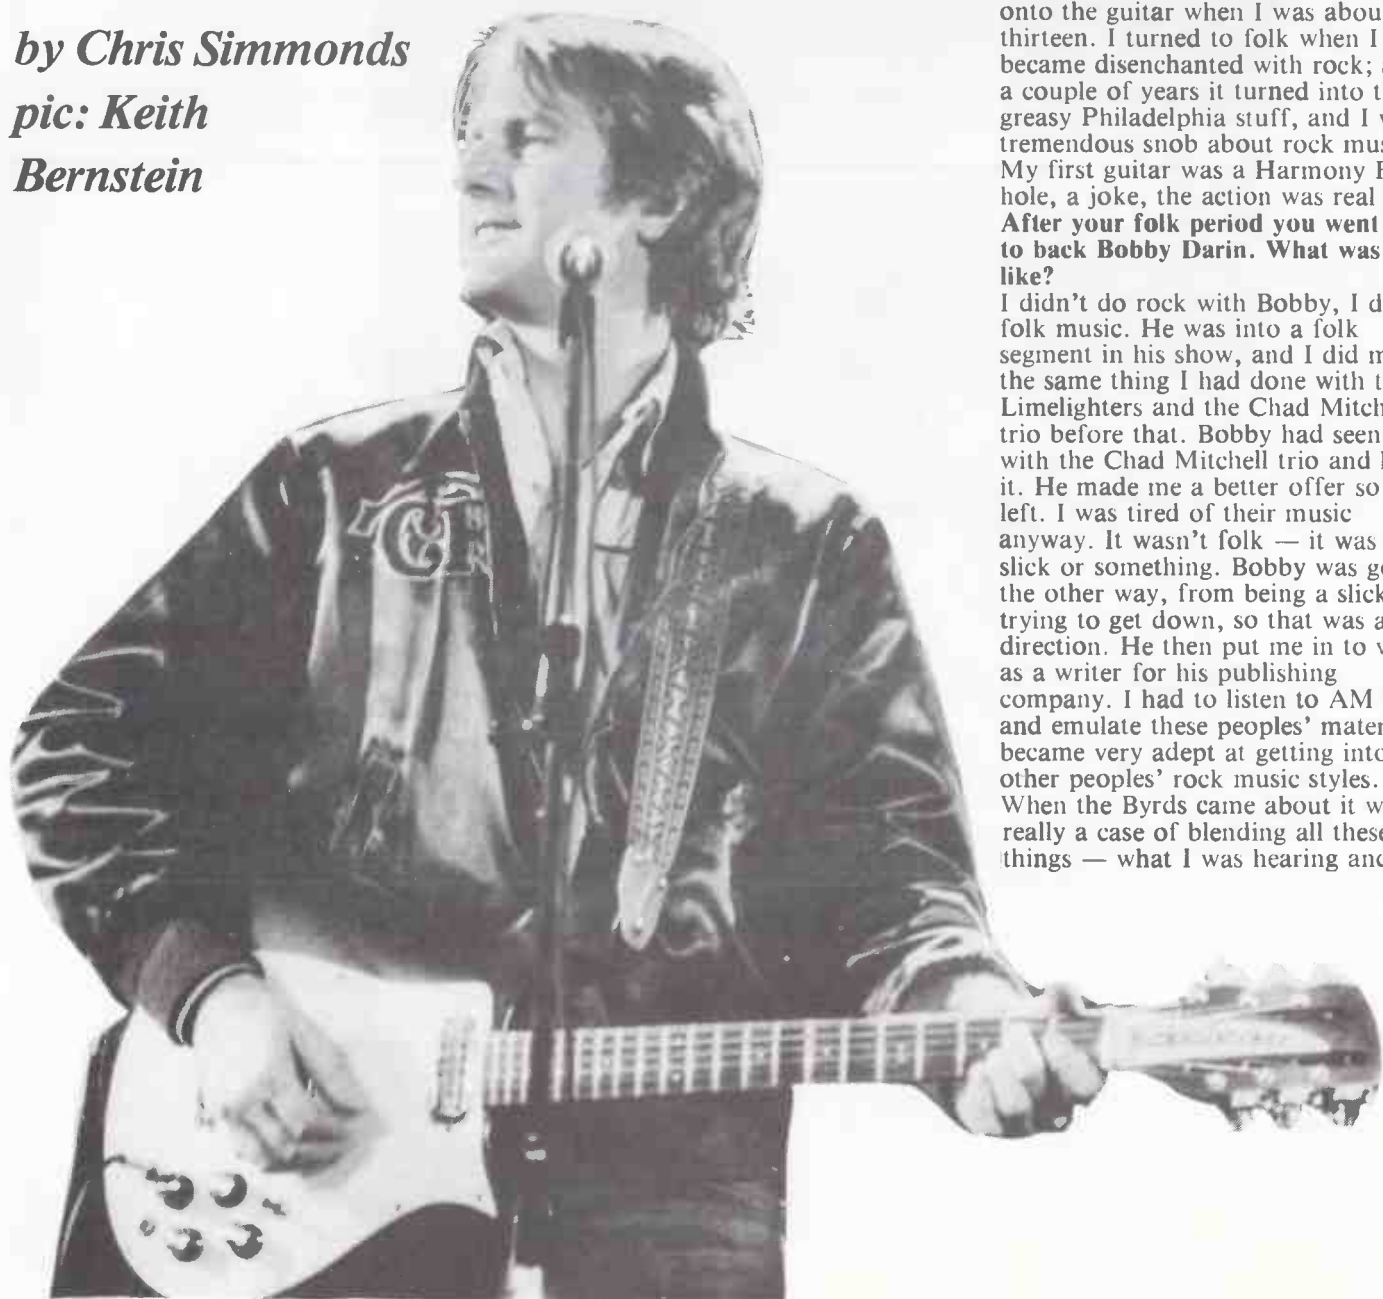 by Chris Simmonds
pic: Keith
Bernstein
onto the guitar when I was abou
thirteen. I turned to folk when I
became disenchanted with rock;
a couple of years it turned into t
greasy Philadelphia stuff, and I
tremendous snob about rock mus
My first guitar was a Harmony F
hole, a joke, the action was real
After your folk period you went
to back Bobby Darin. What was
like?
I didn't do rock with Bobby, I d
folk music. He was into a folk
segment in his show, and I did m
the same thing I had done with t
Limelighters and the Chad Mitch
trio before that. Bobby had seen
with the Chad Mitchell trio and
it. He made me a better offer so
left. I was tired of their music
anyway. It wasn't folk — it was
slick or something. Bobby was go
the other way, from being a slick
trying to get down, so that was a
direction. He then put me in to w
as a writer for his publishing
company. I had to listen to AM
and emulate these peoples' mater
became very adept at getting into
other peoples' rock music styles.
When the Byrds came about it w
really a case of blending all these
things — what I was hearing and